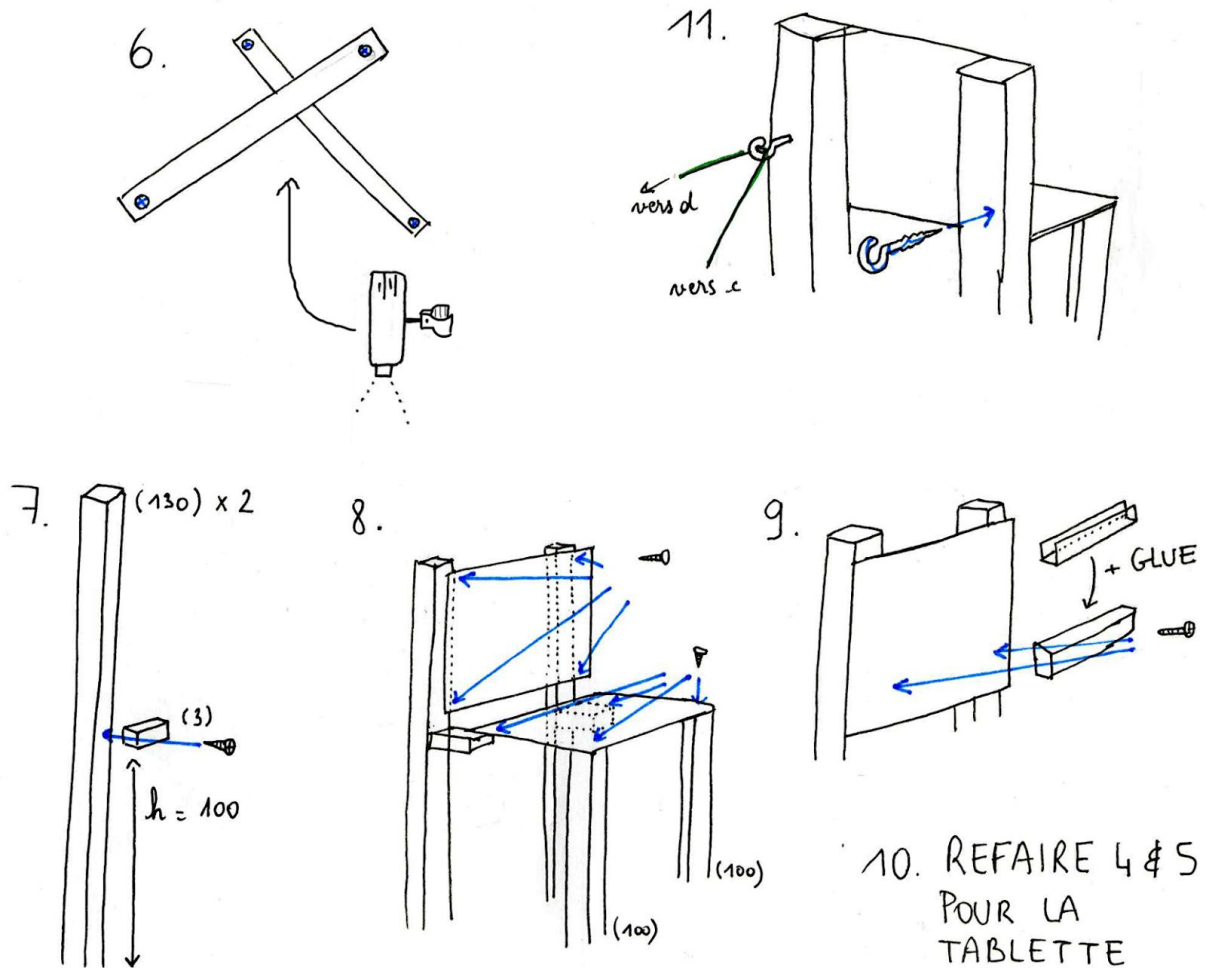 6.
11.
vers d
vers c
7.
(130) x 2
(3)
h = 100
8.
(100)
(100)
9.
+ GLUE
10. REFAIRE 4 & 5
POUR LA
TABLETTE